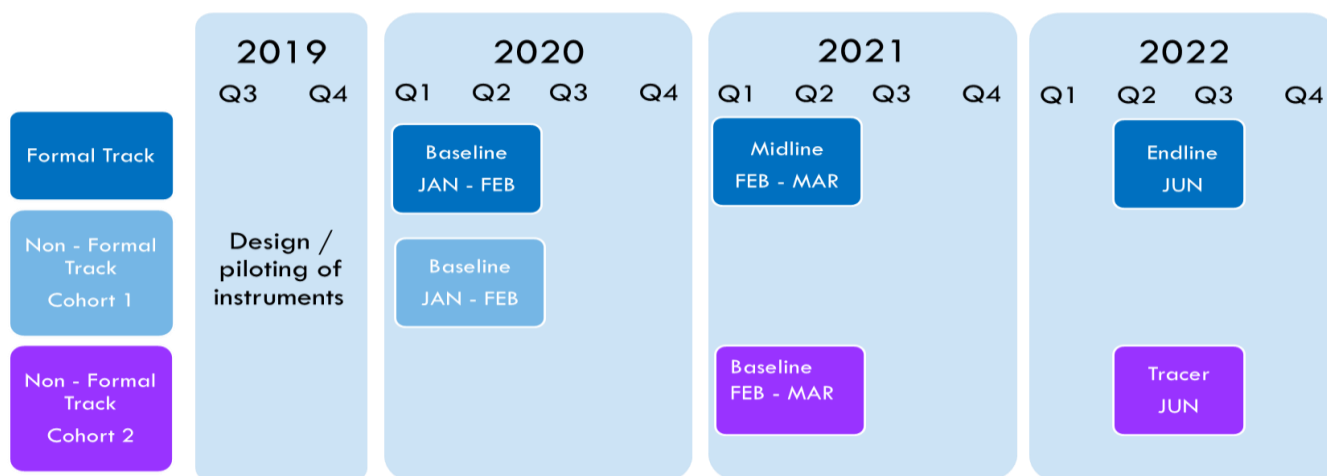 2019
2020
2021
2022
Q3 Q4
Q1 Q2 Q3 Q4
Q1 Q2 Q3 Q4
Q1 Q2 Q3 Q4
Formal Track
Baseline
JAN - FEB
Midline
FEB - MAR
Endline
JUN
Non - Formal
Track
Cohort 1
Design /
piloting of
instruments
Baseline
JAN - FEB
Non - Formal
Track
Cohort 2
Baseline
FEB - MAR
Tracer
JUN